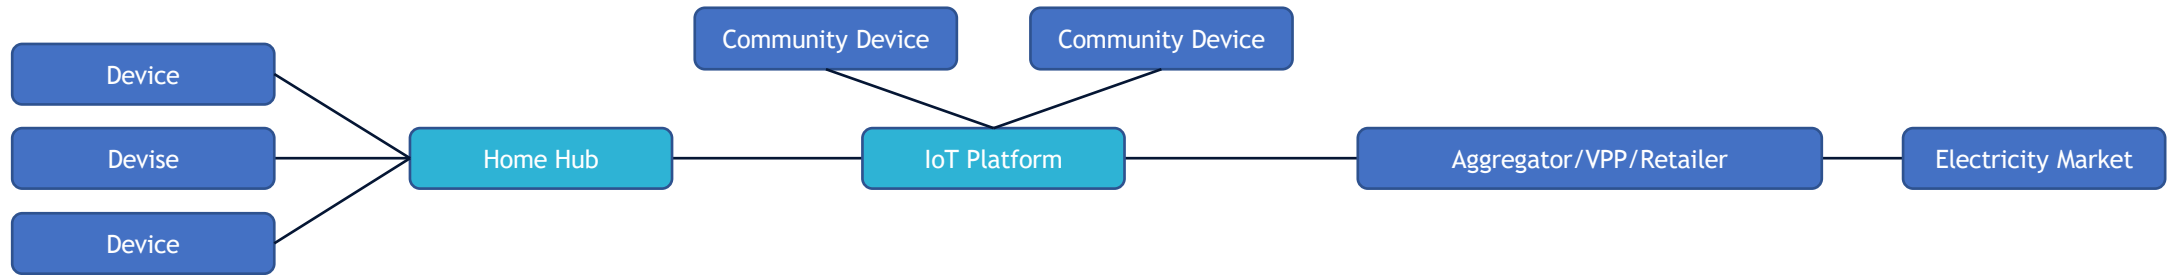 Community Device
Community Device
Device
Devise
Home Hub
IoT Platform
Aggregator/VPP/Retailer
Electricity Market
Device